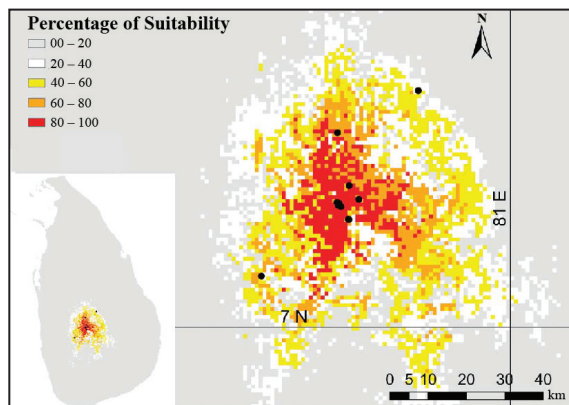 Percentage of Suitability
00 – 20
20 – 40
40 – 60
60 – 80
80 – 100
N
81 E
7 N
0 5 10 20 30 40
km